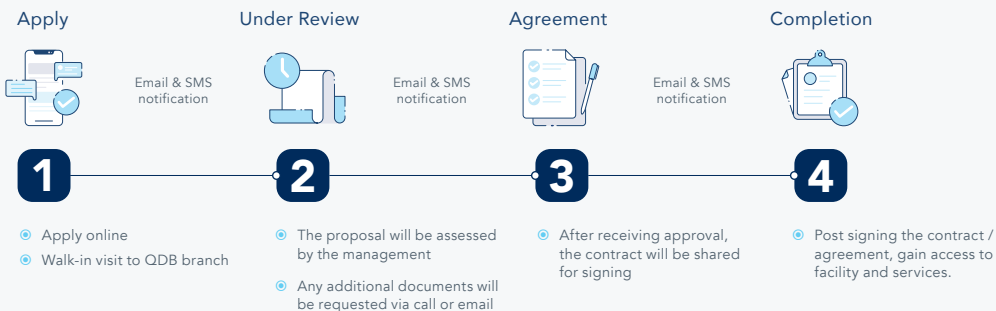 Apply
Under Review
Agreement
Completion
Email & SMS
notification
Email & SMS
notification
Email & SMS
notification
1
2
3
4
Apply online
Walk-in visit to QDB branch
The proposal will be assessed
by the management
Any additional documents will
be requested via call or email
After receiving approval,
the contract will be shared
for signing
Post signing the contract /
agreement, gain access to
facility and services.